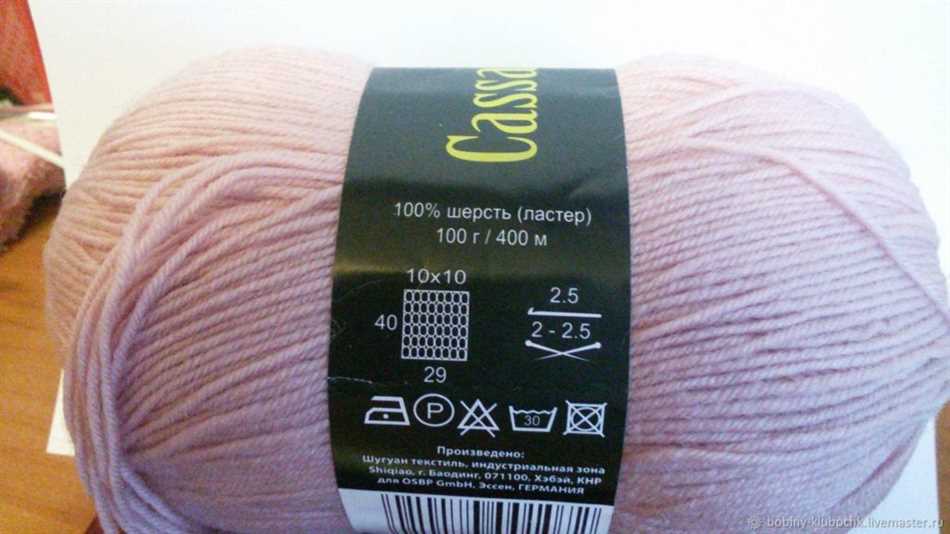 Cassa
100% шерсть (ластер)
100 г / 400 м
10x10
40
29
2.5
2 - 2.5
P
30
Произведено:
Шугуан текстиль, индустриальная зона
Shiqiao, г. Баодинг, 071100, Хэбэй, КНР
для OSBP GmbH, Эссен, ГЕРМАНИЯ
bobiny-klubochk.livemaster.ru